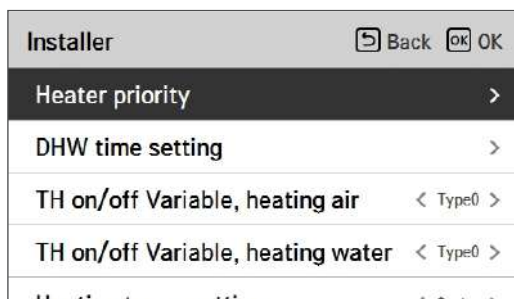 Installer Back OK OK
Heater priority >
DHW time setting >
TH on/off Variable, heating air < Type0 >
TH on/off Variable, heating water < Type0 >